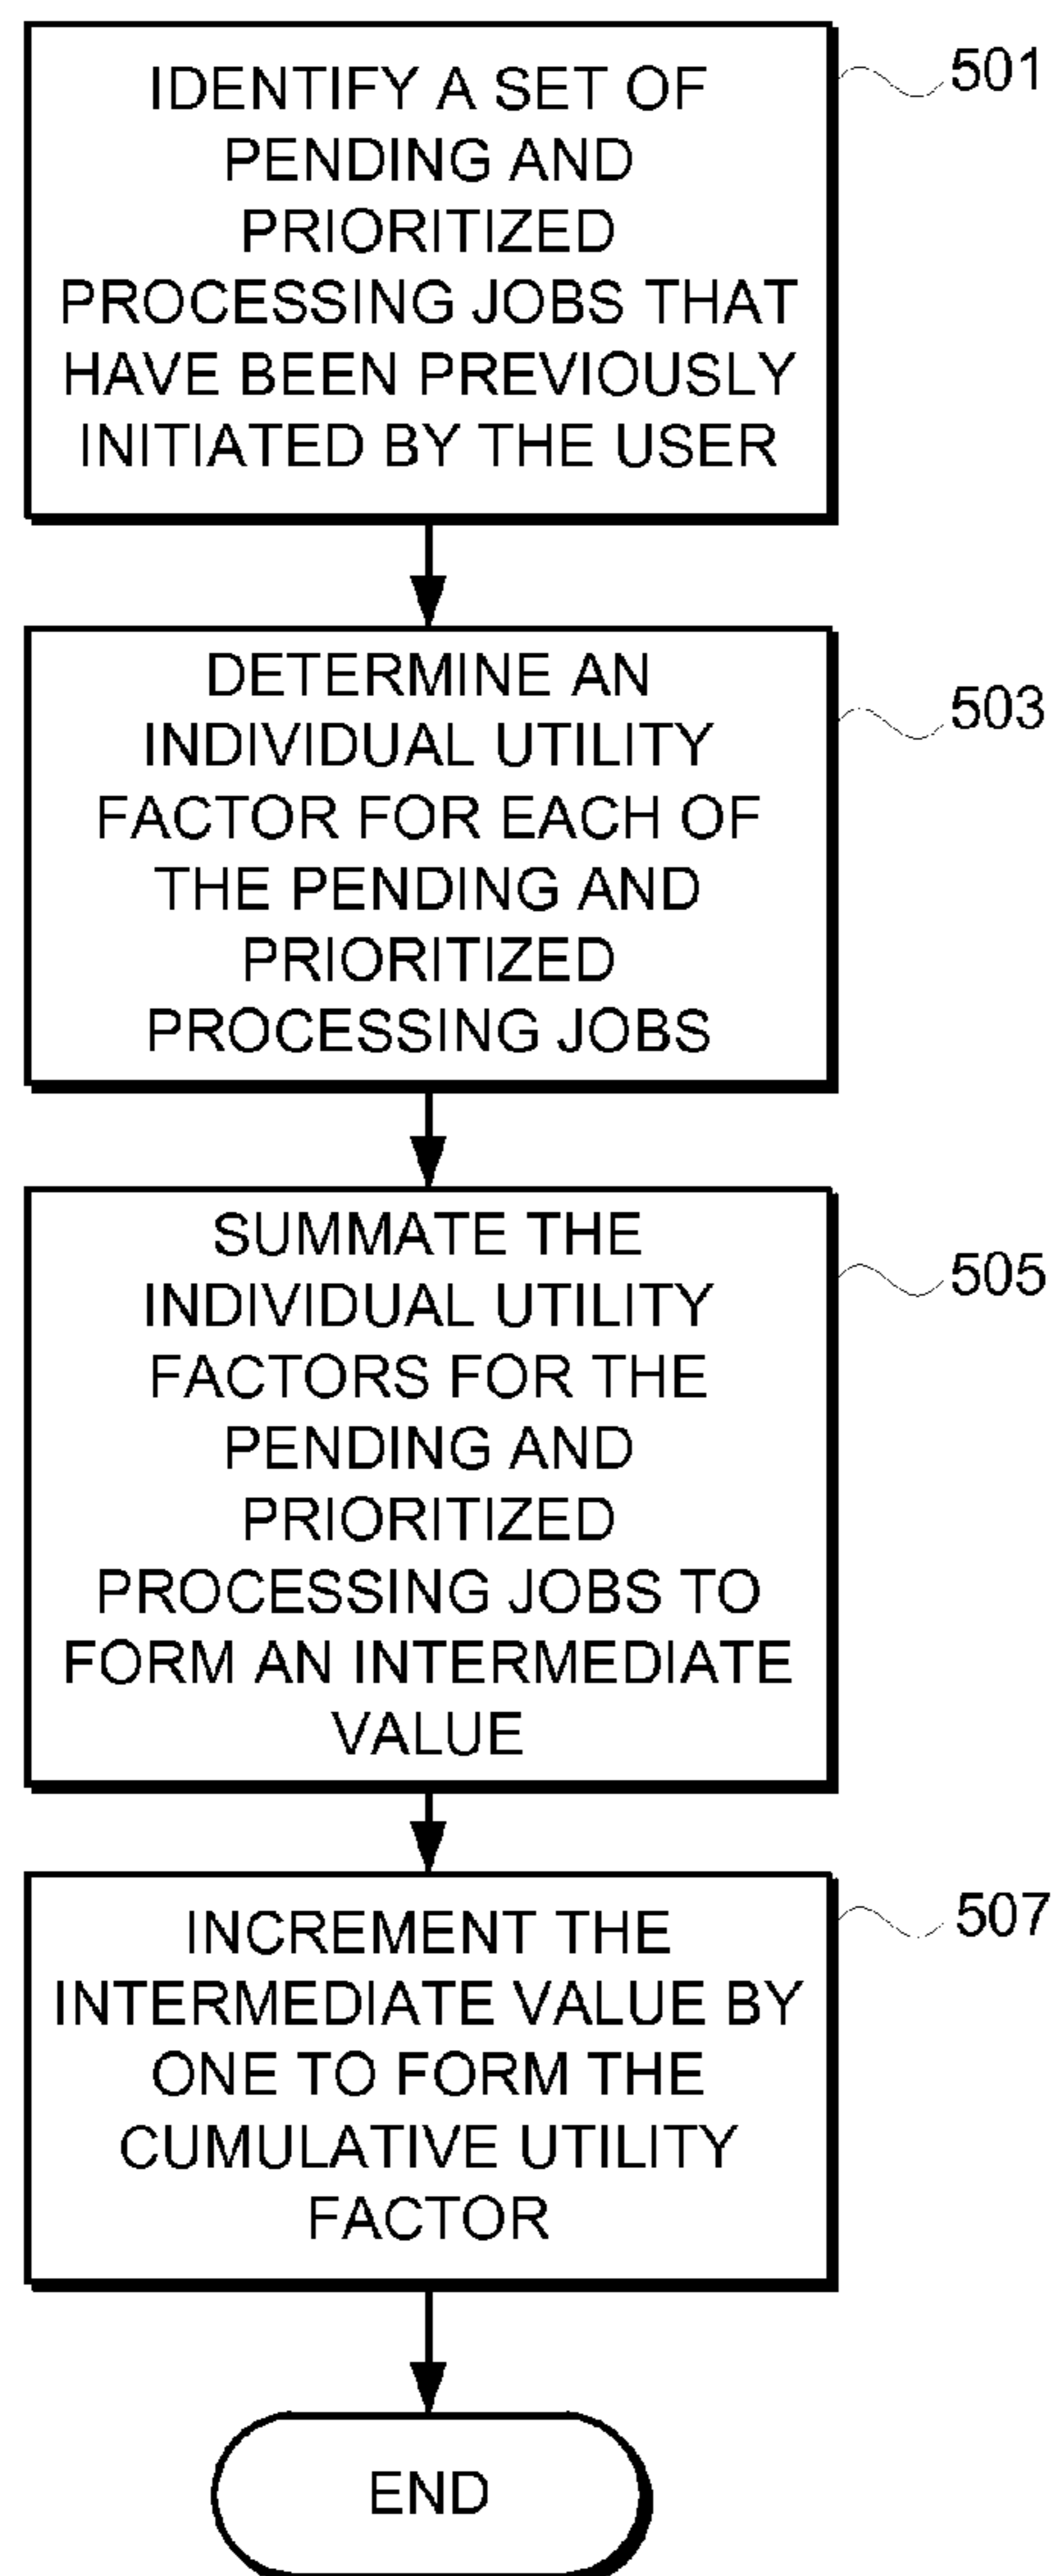 IDENTIFY A SET OF
PENDING AND
PRIORITIZED
PROCESSING JOBS THAT
HAVE BEEN PREVIOUSLY
INITIATED BY THE USER
501
DETERMINE AN
INDIVIDUAL UTILITY
FACTOR FOR EACH OF
THE PENDING AND
PRIORITIZED
PROCESSING JOBS
503
SUMMATE THE
INDIVIDUAL UTILITY
FACTORS FOR THE
PENDING AND
PRIORITIZED
PROCESSING JOBS TO
FORM AN INTERMEDIATE
VALUE
505
INCREMENT THE
INTERMEDIATE VALUE BY
ONE TO FORM THE
CUMULATIVE UTILITY
FACTOR
507
END